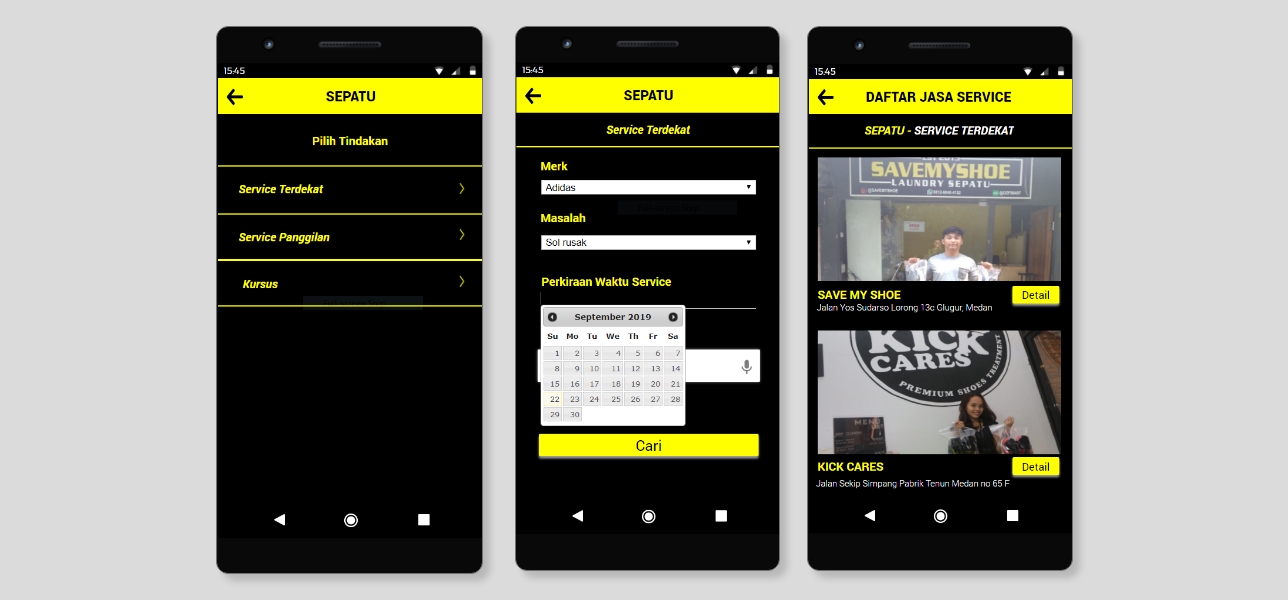 15:45
SEPATU
Pilih Tindakan
Service Terdekat
Service Panggilan
Kursus
15:45
SEPATU
Service Terdekat
Merk
Adidas
Masalah
Sol rusak
Perkiraan Waktu Service
September 2019
Su Mo Tu We Th Fr Sa
1 2 3 4 5 6 7
8 9 10 11 12 13 14
15 16 17 18 19 20 21
22 23 24 25 26 27 28
29 30
Cari
15:45
DAFTAR JASA SERVICE
SEPATU - SERVICE TERDEKAT
SAVEMYSHOE
LAUNDRY SEPATU
SAVE MY SHOE
Detail
Jalan Yos Sudarso Lorong 13c Glugur, Medan
KICK
CARES
PREMIUM SHOES TREATMENT
MENU
KICK CARES
Detail
Jalan Sekip Simpang Pabrik Tenun Medan no 65 F